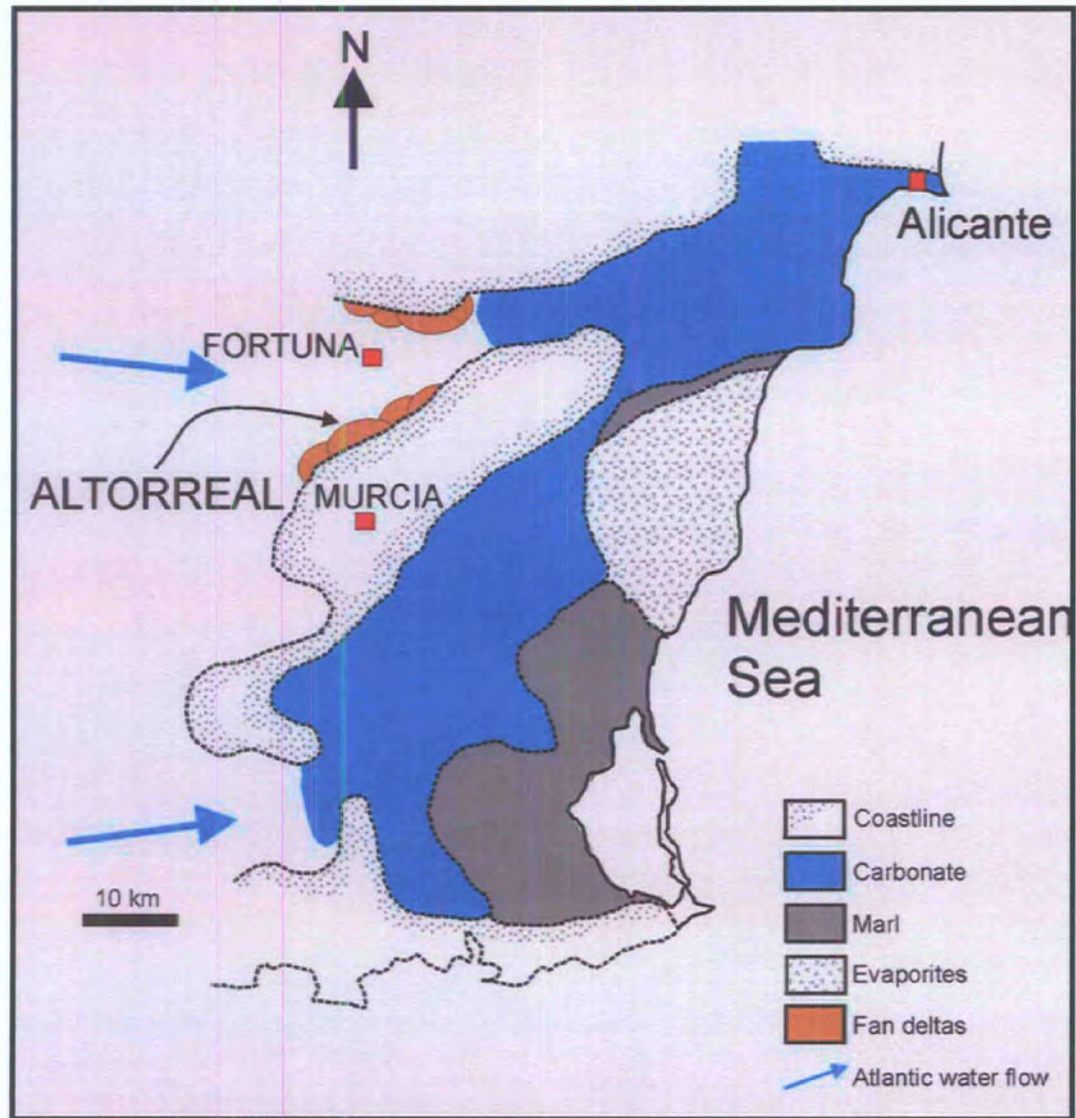 N
Alicante
FORTUNA
ALTORREAL
MURCIA
Mediterranean
Sea
10 km
Coastline
Carbonate
Marl
Evaporites
Fan deltas
Atlantic water flow